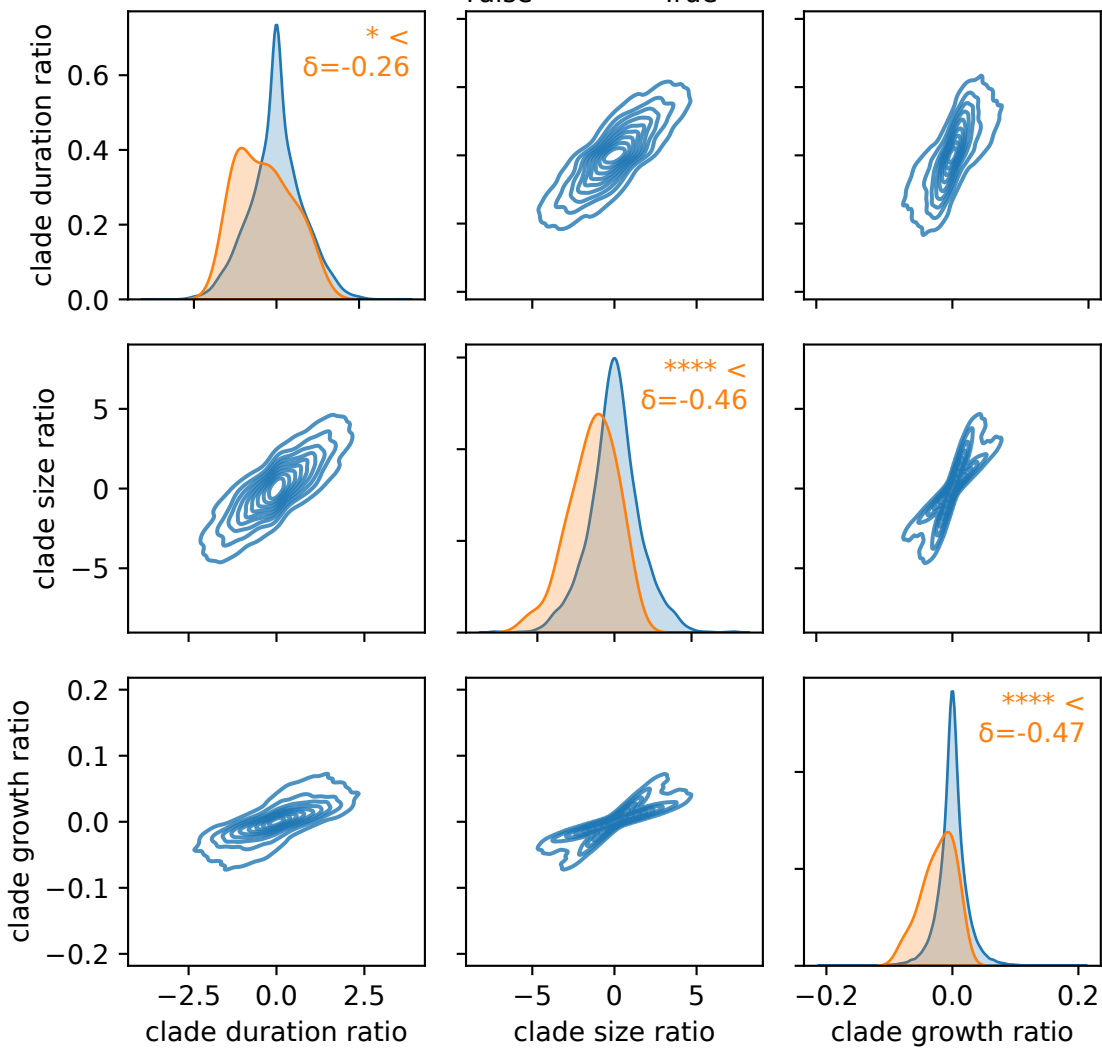 clade duration ratio
0.6
0.4
0.2
0.0
* <
δ=-0.26
clade size ratio
5
0
−5
**** <
δ=-0.46
clade growth ratio
0.2
0.1
0.0
−0.1
−0.2
**** <
δ=-0.47
−2.5 0.0 2.5
clade duration ratio
−5 0 5
clade size ratio
−0.2 0.0 0.2
clade growth ratio